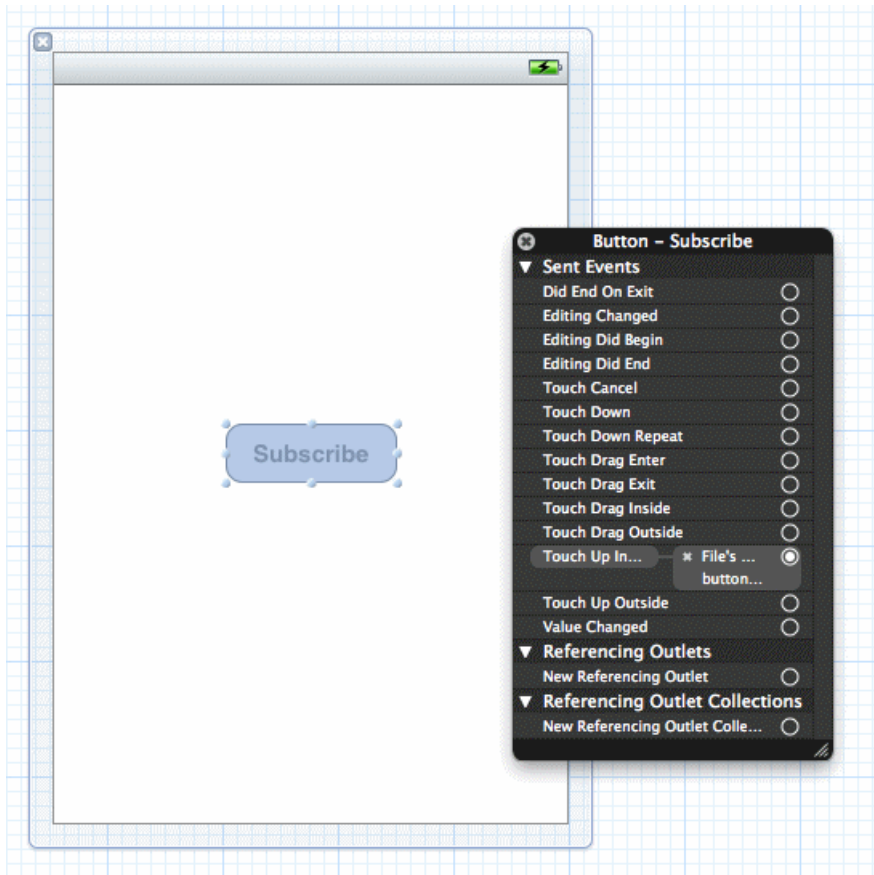 Subscribe
Button – Subscribe
Sent Events
Did End On Exit
Editing Changed
Editing Did Begin
Editing Did End
Touch Cancel
Touch Down
Touch Down Repeat
Touch Drag Enter
Touch Drag Exit
Touch Drag Inside
Touch Drag Outside
Touch Up In... File's ...
button...
Touch Up Outside
Value Changed
Referencing Outlets
New Referencing Outlet
Referencing Outlet Collections
New Referencing Outlet Colle...